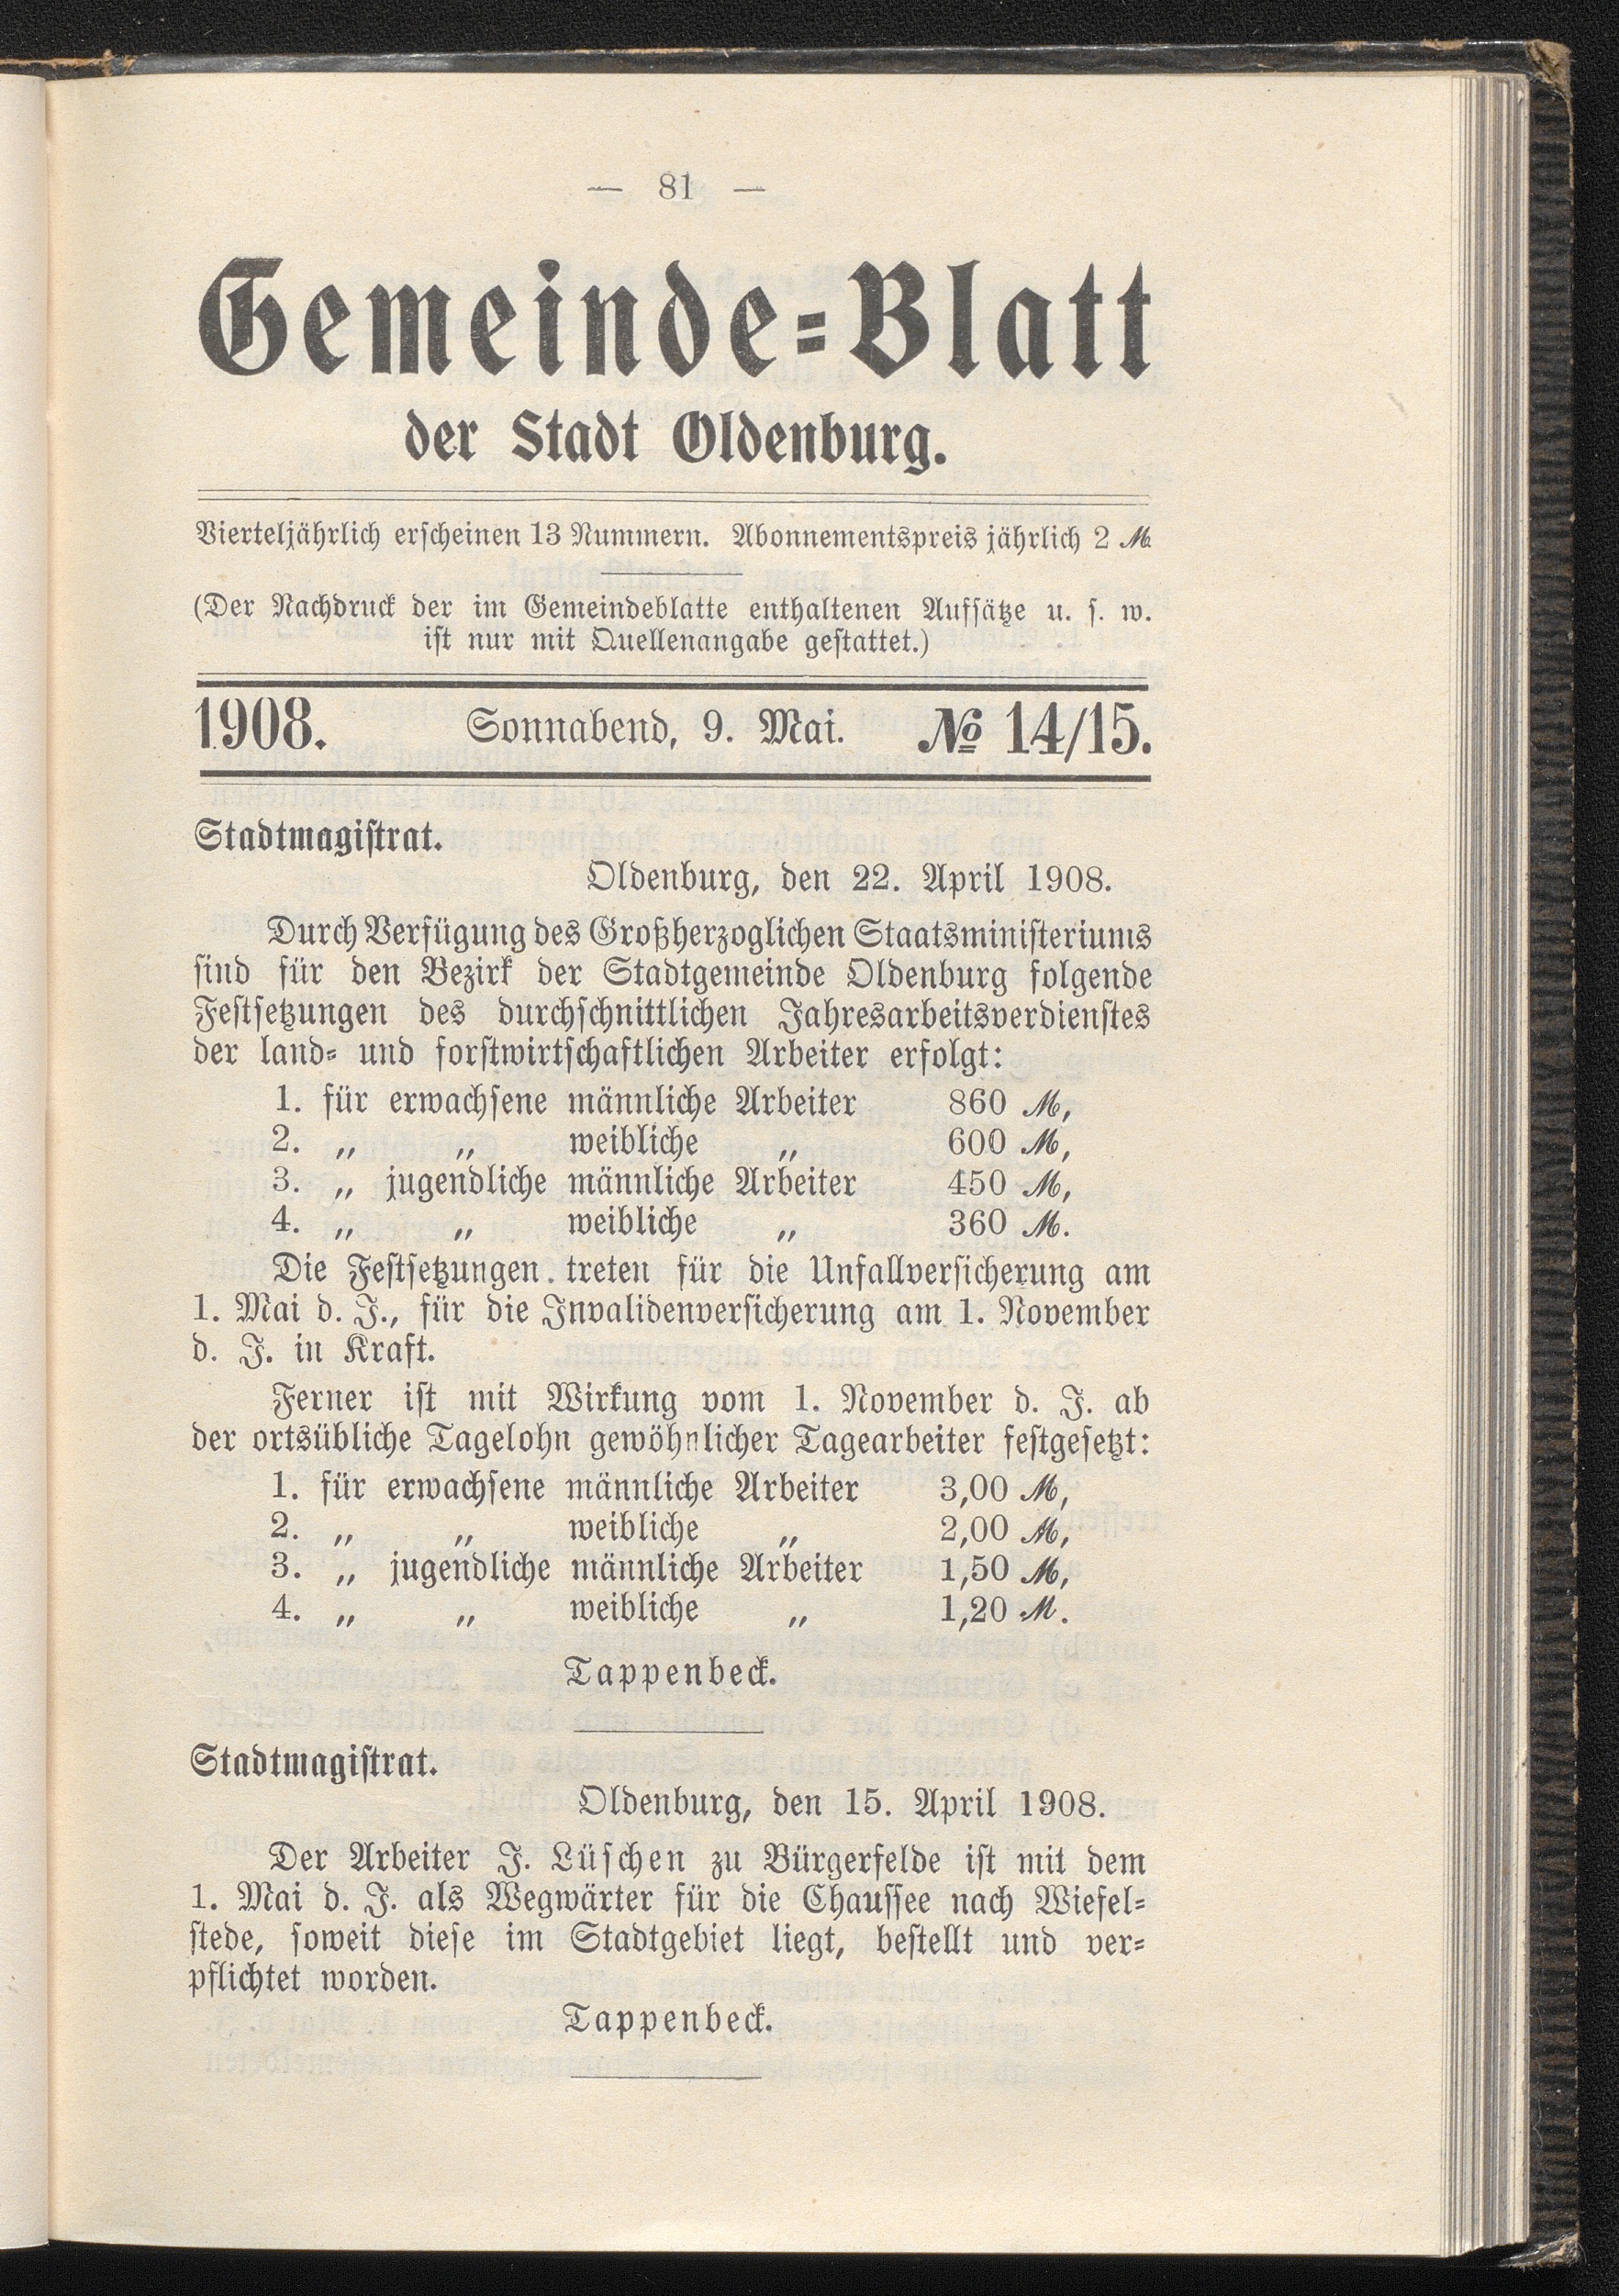 — 81 —
Gemeinde=Blatt
der Stadt Oldenburg.
Vierteljährlich erscheinen 13 Nummern. Abonnementspreis jährlich 2 ℳ
(Der Nachdruck der im Gemeindeblatte enthaltenen Aufsätze u. s. w.
ist nur mit Quellenangabe gestattet.)
1908. Sonnabend, 9. Mai. № 14/15.
Stadtmagistrat.
Oldenburg, den 22. April 1908.
Durch Verfügung des Großherzoglichen Staatsministeriums
sind für den Bezirk der Stadtgemeinde Oldenburg folgende
Festsetzungen des durchschnittlichen Jahresarbeitsverdienstes
der land= und forstwirtschaftlichen Arbeiter erfolgt:
1. für erwachsene männliche Arbeiter 860 ℳ,
2. „ „ weibliche „ 600 ℳ,
3. „ jugendliche männliche Arbeiter 450 ℳ,
4. „ „ weibliche „ 360 ℳ.
Die Festsetzungen. treten für die Unfallversicherung am
1. Mai d. J., für die Invalidenversicherung am 1. November
d. J. in Kraft.
Ferner ist mit Wirkung vom 1. November d. J. ab
der ortsübliche Tagelohn gewöhnlicher Tagearbeiter festgesetzt:
1. für erwachsene männliche Arbeiter 3,00 ℳ,
2. „ „ weibliche „ 2,00 ℳ,
3. „ jugendliche männliche Arbeiter 1,50 ℳ,
4. „ „ weibliche „ 1,20 ℳ.
Tappenbeck.
Stadtmagistrat.
Oldenburg, den 15. April 1908.
Der Arbeiter J. Lüschen zu Bürgerfelde ist mit dem
1. Mai d. J. als Wegwärter für die Chaussee nach Wiefel=
stede, soweit diese im Stadtgebiet liegt, bestellt und ver=
pflichtet worden.
Tappenbeck.